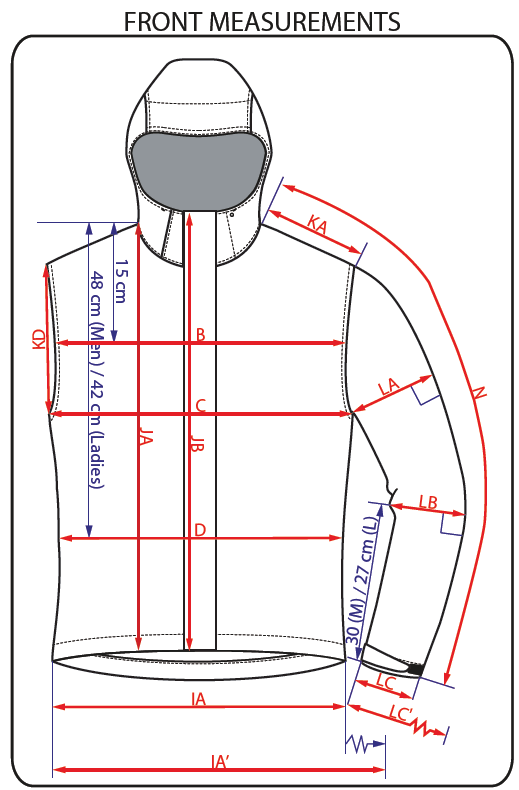 FRONT MEASUREMENTS
KA
15 cm
48 cm (Men) / 42 cm (Ladies)
KD
B
LA
N
C
JA
JB
LB
D
30 (M) / 27 cm (L)
LC
IA
LC'
IA'